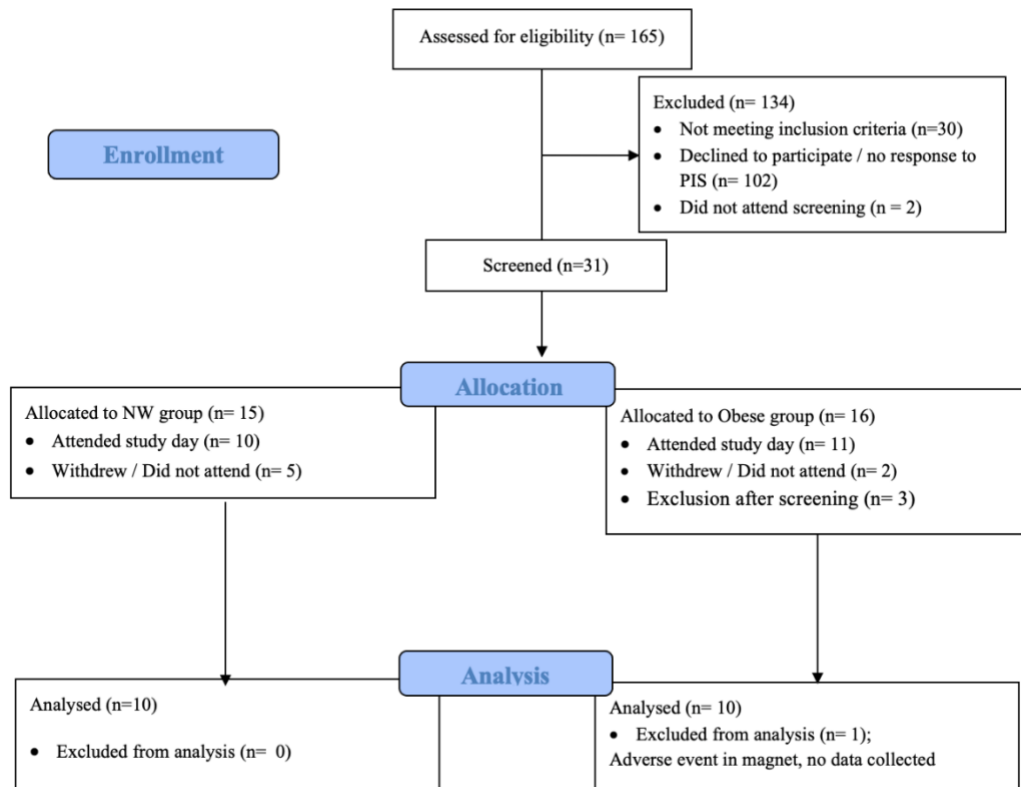 Assessed for eligibility (n= 165)
Excluded (n= 134)
• Not meeting inclusion criteria (n=30)
• Declined to participate / no response to
PIS (n= 102)
• Did not attend screening (n = 2)
Enrollment
Screened (n=31)
Allocation
Allocated to NW group (n= 15)
• Attended study day (n= 10)
• Withdrew / Did not attend (n= 5)
Allocated to Obese group (n= 16)
• Attended study day (n= 11)
• Withdrew / Did not attend (n= 2)
• Exclusion after screening (n= 3)
Analysis
Analysed (n=10)
• Excluded from analysis (n= 0)
Analysed (n= 10)
• Excluded from analysis (n= 1);
Adverse event in magnet, no data collected